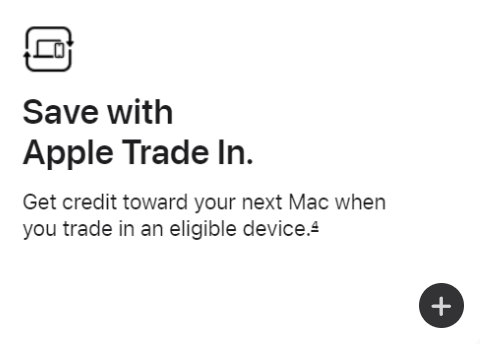 Save with
Apple Trade In.
Get credit toward your next Mac when
you trade in an eligible device.⁴